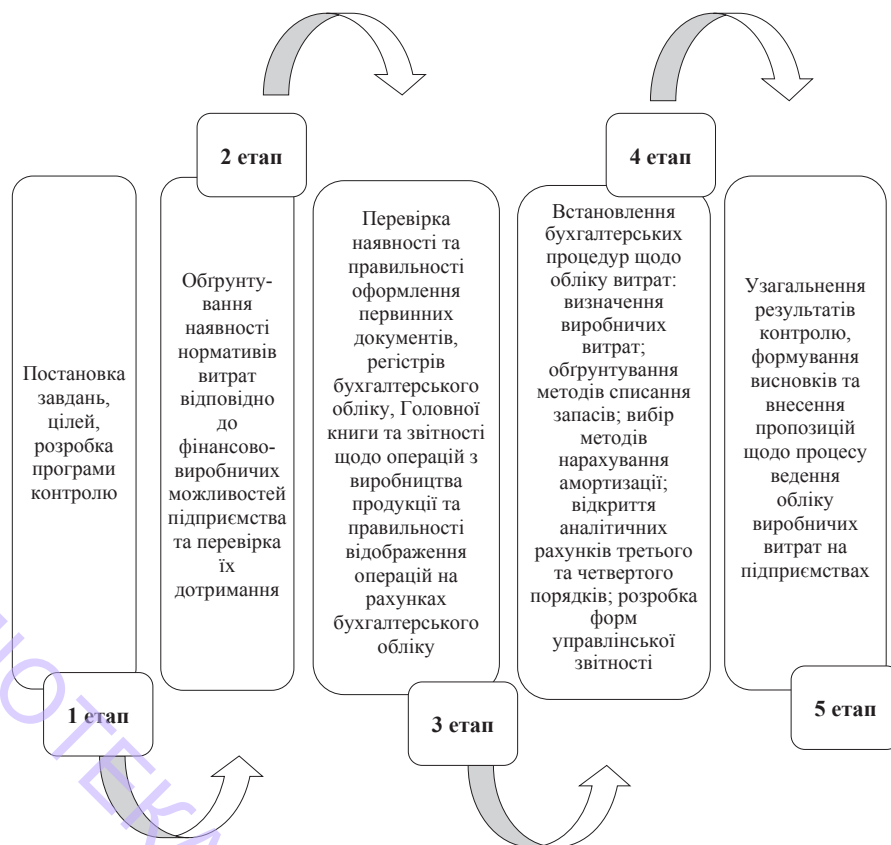 1 етап
Постановка
завдань,
цілей,
розробка
програми
контролю
2 етап
Обґрунту-
вання
наявності
нормативів
витрат
відповідно
до
фінансово-
виробничих
можливостей
підприємства
та перевірка
їх
дотримання
3 етап
Перевірка
наявності та
правильності
оформлення
первинних
документів,
регістрів
бухгалтерського
обліку, Головної
книги та звітності
щодо операцій з
виробництва
продукції та
правильності
відображення
операцій на
рахунках
бухгалтерського
обліку
4 етап
Встановлення
бухгалтерських
процедур щодо
обліку витрат:
визначення
виробничих
витрат;
обґрунтування
методів списання
запасів; вибір
методів
нарахування
амортизації;
відкриття
аналітичних
рахунків третього
та четвертого
порядків; розробка
форм
управлінської
звітності
5 етап
Узагальнення
результатів
контролю,
формування
висновків та
внесення
пропозицій
щодо процесу
ведення
обліку
виробничих
витрат на
підприємствах